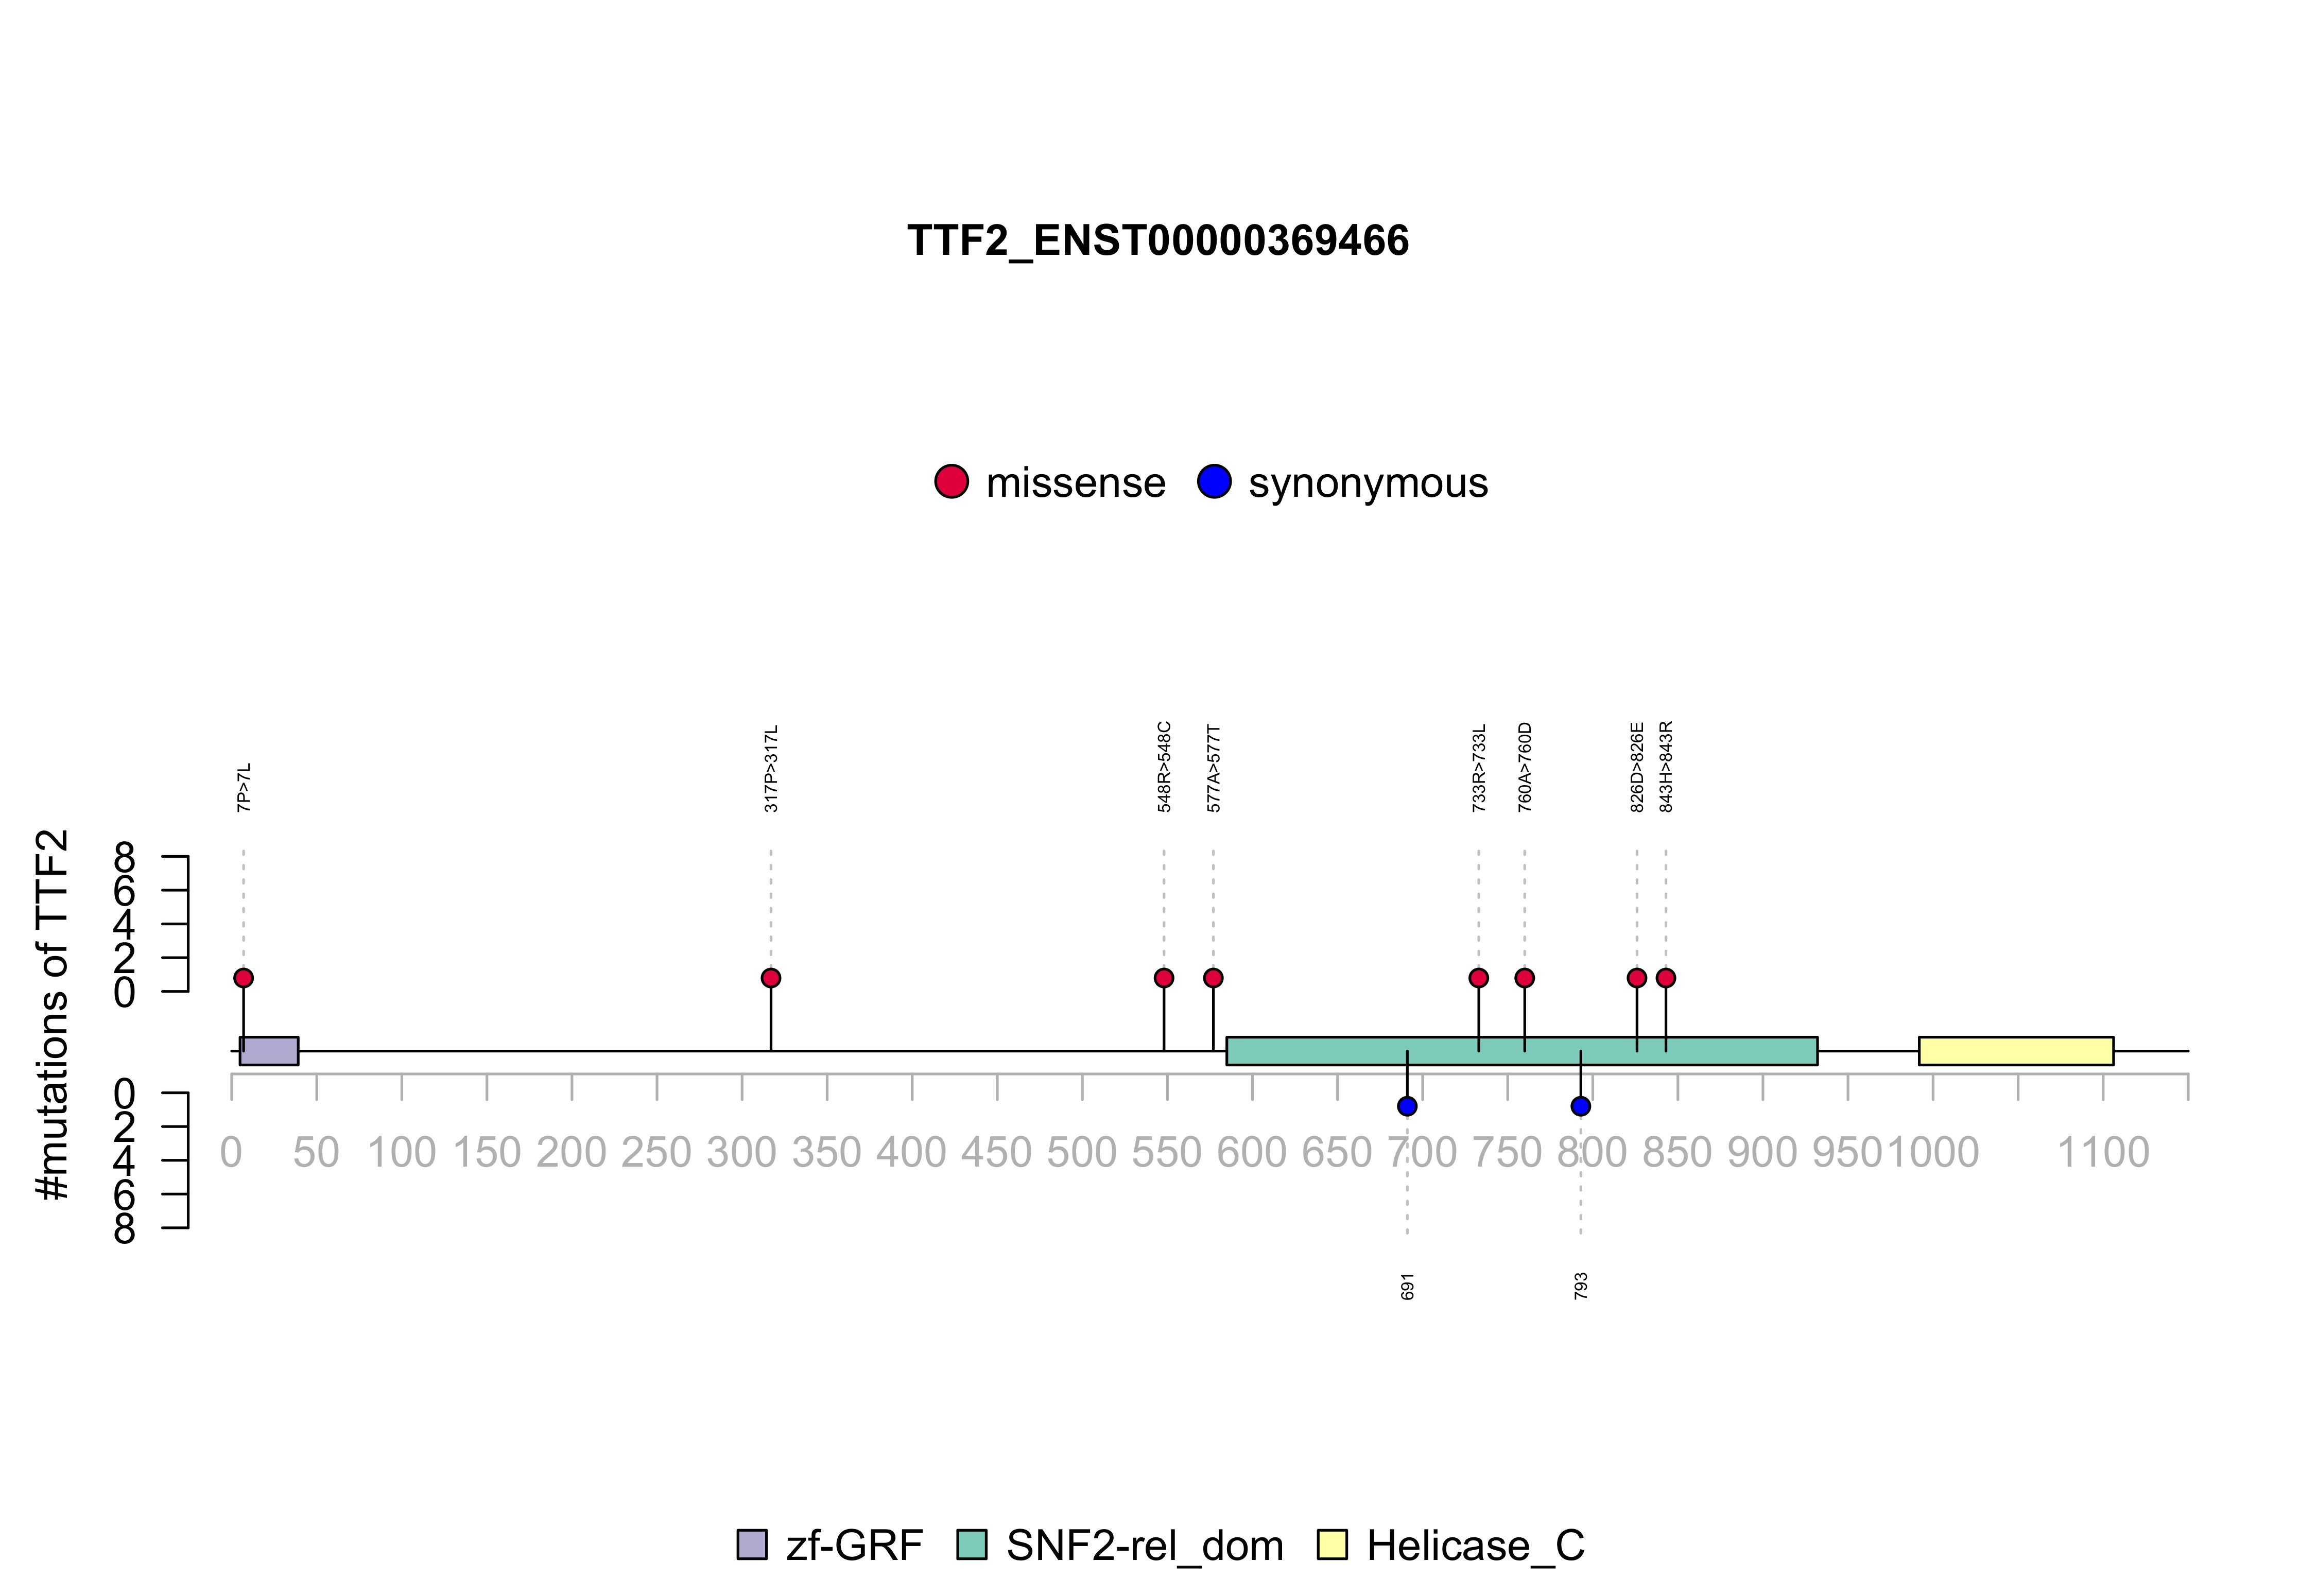 TTF2_ENST00000369466
missense synonymous
7P>7L 317P>317L 548R>548C 577A>577T 733R>733L 760A>760D 826D>826E 843H>843R
#mutations of TTF2
8
6
4
2
0
0
2
4
6
8
0 50 100 150 200 250 300 350 400 450 500 550 600 650 700 750 800 850 900 950 1000 1100
691 793
zf-GRF SNF2-rel_dom Helicase_C